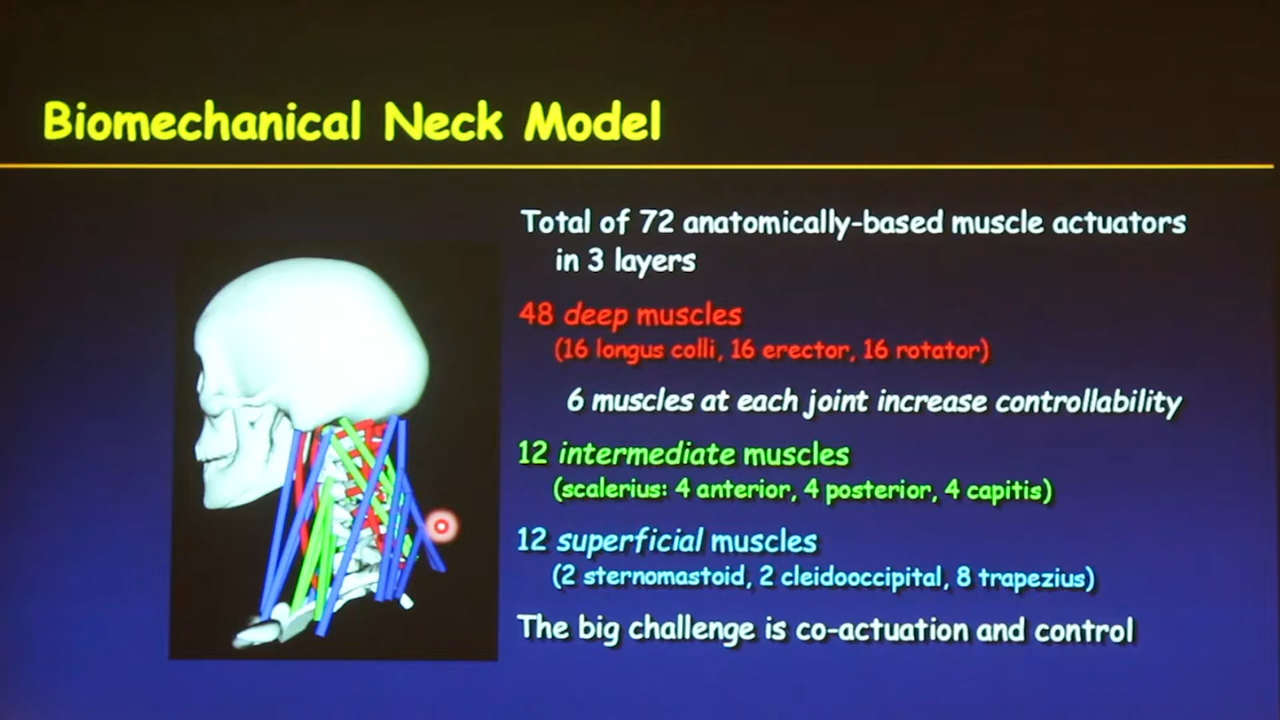 Biomechanical Neck Model
Total of 72 anatomically-based muscle actuators
in 3 layers
48 deep muscles
(16 longus colli, 16 erector, 16 rotator)
6 muscles at each joint increase controllability
12 intermediate muscles
(scalerius: 4 anterior, 4 posterior, 4 capitis)
12 superficial muscles
(2 sternomastoid, 2 cleidooccipital, 8 trapezius)
The big challenge is co-actuation and control